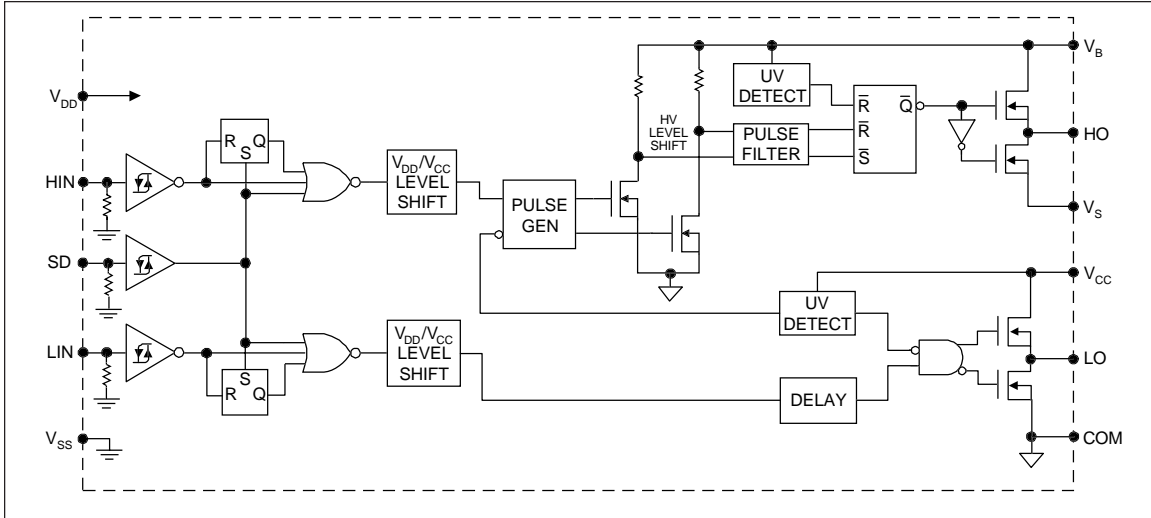 V_B
UV
DETECT
V_DD
R̅
Q̅
HV
LEVEL
SHIFT
R̅
PULSE
FILTER
S̅
HO
R Q
S
V_DD/V_CC
LEVEL
SHIFT
HIN
PULSE
GEN
V_S
SD
V_CC
UV
DETECT
V_DD/V_CC
LEVEL
SHIFT
LIN
LO
S
R Q
DELAY
V_SS
COM